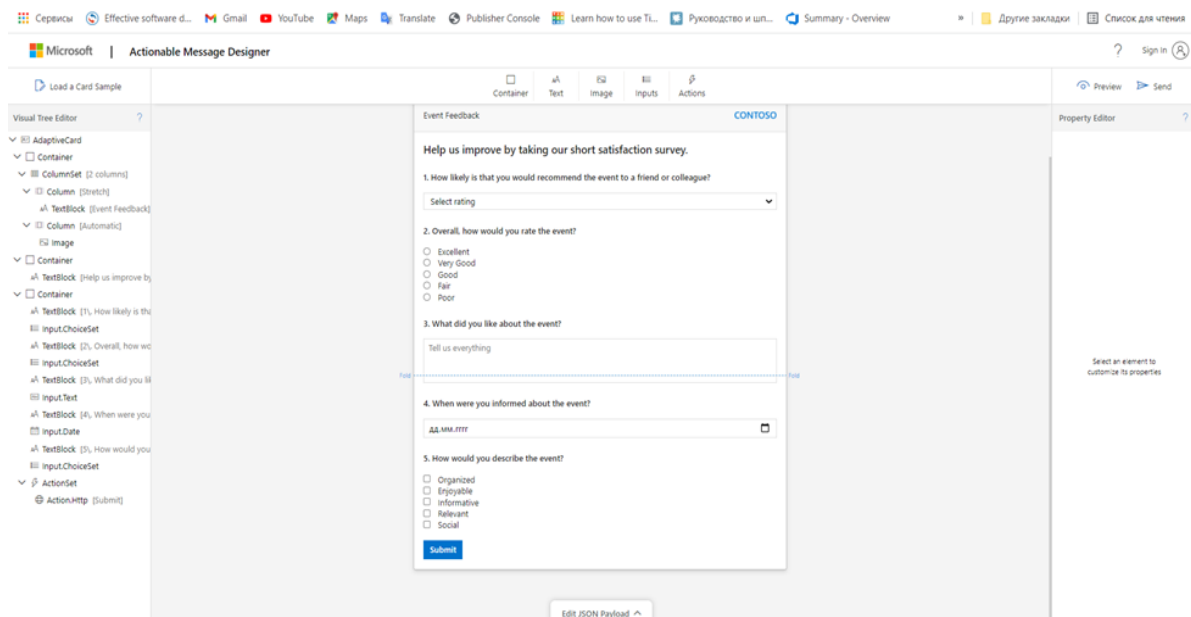 Сервисы Effective software d... Gmail YouTube Maps Translate Publisher Console Learn how to use Ti... Руководство и шп... Summary - Overview » Другие закладки Список для чтения
Microsoft | Actionable Message Designer ? Sign In
Load a Card Sample Container Text Image Inputs Actions Preview Send
Visual Tree Editor ?
AdaptiveCard
Container
ColumnSet [2 columns]
Column [Stretch]
TextBlock [Event Feedback]
Column [Automatic]
Image
Container
TextBlock [Help us improve by
Container
TextBlock [1\. How likely is tha
Input.ChoiceSet
TextBlock [2\. Overall, how wo
Input.ChoiceSet
TextBlock [3\. What did you lik
Input.Text
TextBlock [4\. When were you
Input.Date
TextBlock [5\. How would you
Input.ChoiceSet
ActionSet
Action.Http [Submit]
Event Feedback CONTOSO
Help us improve by taking our short satisfaction survey.
1. How likely is that you would recommend the event to a friend or colleague?
Select rating
2. Overall, how would you rate the event?
Excellent
Very Good
Good
Fair
Poor
3. What did you like about the event?
Tell us everything
Fold Fold
4. When were you informed about the event?
дд.мм.гггг
5. How would you describe the event?
Organized
Enjoyable
Informative
Relevant
Social
Submit
Edit JSON Payload
Property Editor ?
Select an element to
customize its properties